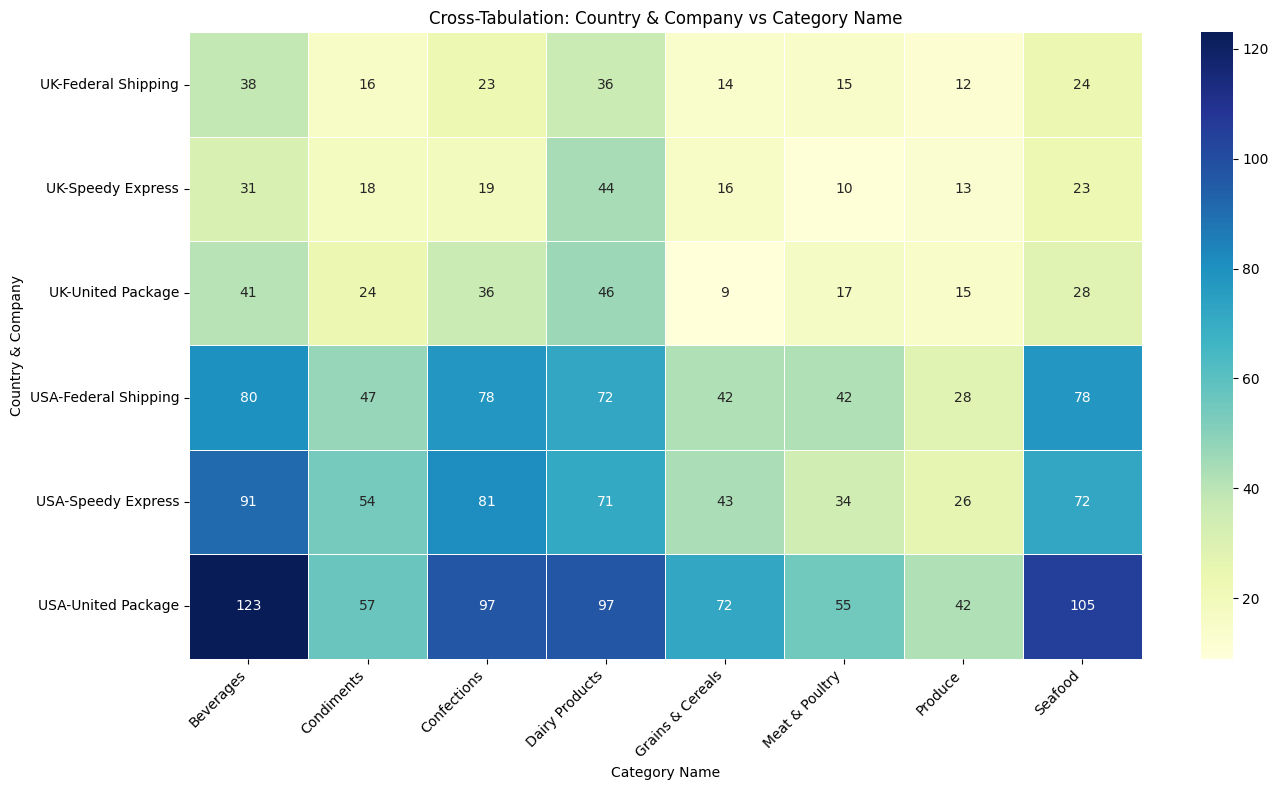 Cross-Tabulation: Country & Company vs Category Name
Country & Company
UK-Federal Shipping 38 16 23 36 14 15 12 24
UK-Speedy Express 31 18 19 44 16 10 13 23
UK-United Package 41 24 36 46 9 17 15 28
USA-Federal Shipping 80 47 78 72 42 42 28 78
USA-Speedy Express 91 54 81 71 43 34 26 72
USA-United Package 123 57 97 97 72 55 42 105
Beverages Condiments Confections Dairy Products Grains & Cereals Meat & Poultry Produce Seafood
Category Name
120
100
80
60
40
20